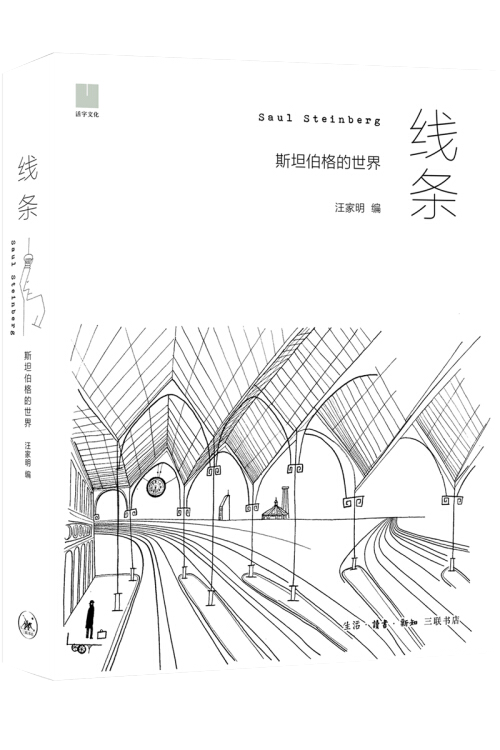 活字文化
Saul Steinberg
线条
斯坦伯格的世界
汪家明 编
生活·讀書·新知 三联书店
线条
Saul Steinberg
斯坦伯格的世界
汪家明 编